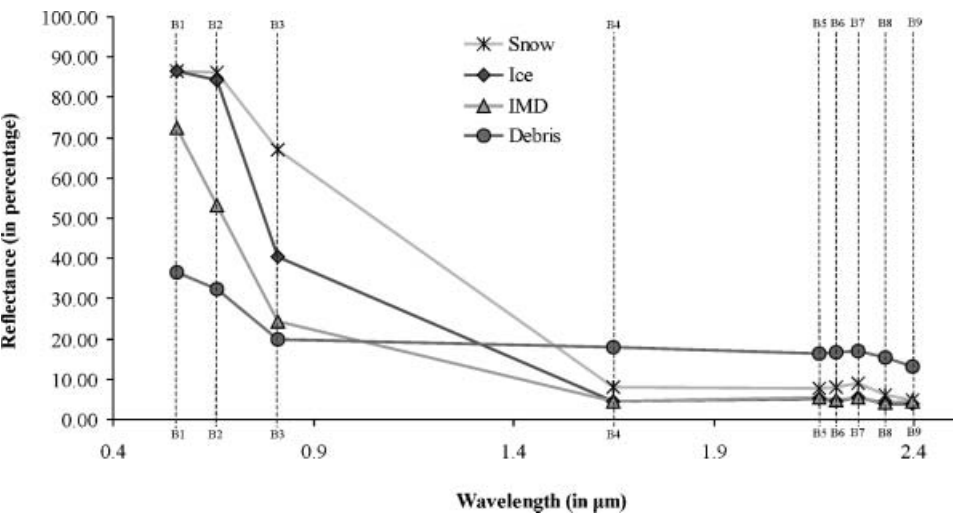 100.00
90.00
80.00
70.00
60.00
50.00
40.00
30.00
20.00
10.00
0.00
Reflectance (in percentage)
B1 B2 B3 B4 B5 B6 B7 B8 B9
Snow
Ice
IMD
Debris
B1 B2 B3 B4 B5 B6 B7 B8 B9
0.4 0.9 1.4 1.9 2.4
Wavelength (in μm)